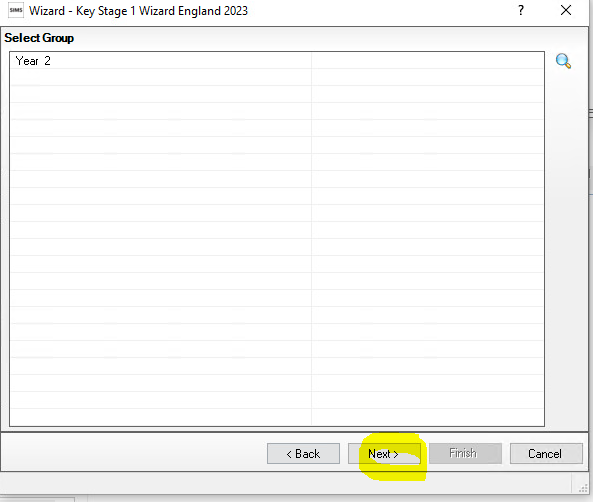 SIMS Wizard - Key Stage 1 Wizard England 2023 ?
Select Group
Year 2
< Back Next > Finish Cancel